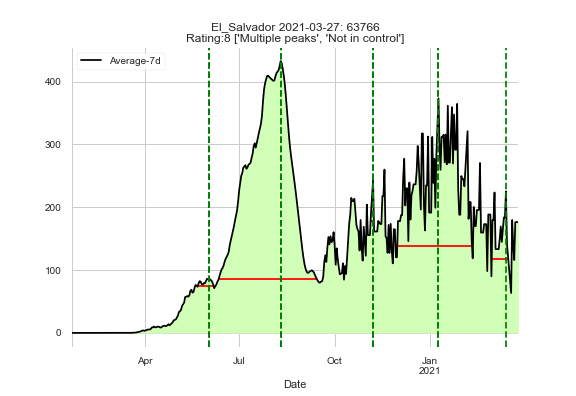 El_Salvador 2021-03-27: 63766
Rating:8 ['Multiple peaks', 'Not in control']
Average-7d
400
300
200
100
0
Apr
Jul
Oct
Jan
2021
Date